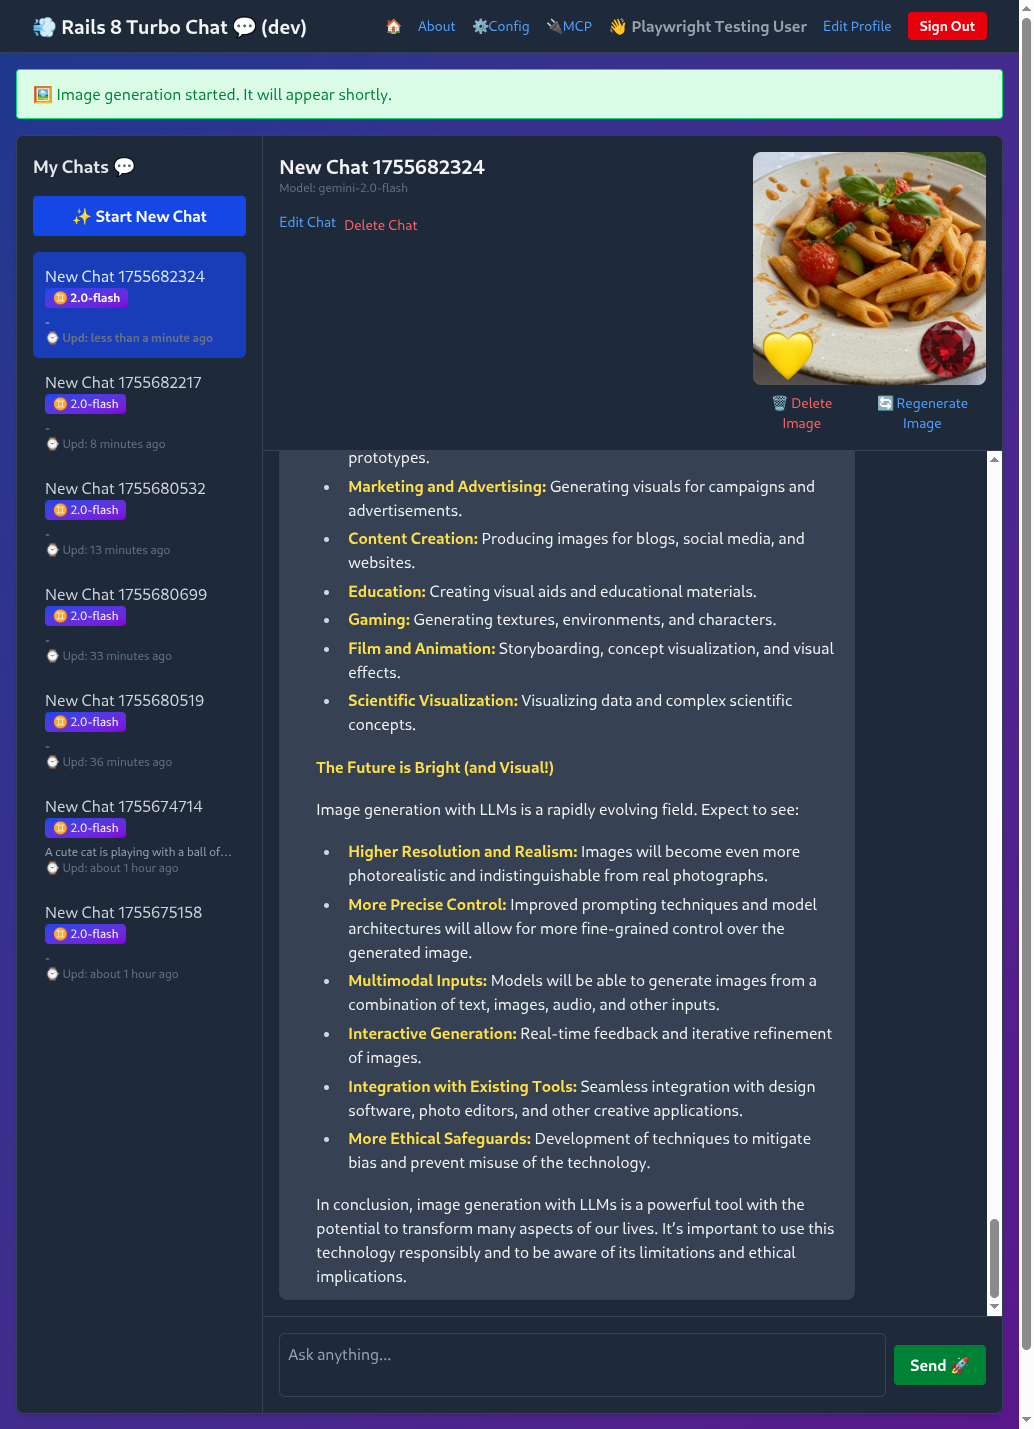 Rails 8 Turbo Chat 💬 (dev)
🏠 About ⚙️Config 🔌MCP 👋 Playwright Testing User Edit Profile Sign Out
🖼️ Image generation started. It will appear shortly.
My Chats 💬
✨ Start New Chat
New Chat 1755682324
♊ 2.0-flash
-
⌚ Upd: less than a minute ago
New Chat 1755682217
♊ 2.0-flash
-
⌚ Upd: 8 minutes ago
New Chat 1755680532
♊ 2.0-flash
-
⌚ Upd: 13 minutes ago
New Chat 1755680699
♊ 2.0-flash
-
⌚ Upd: 33 minutes ago
New Chat 1755680519
♊ 2.0-flash
-
⌚ Upd: 36 minutes ago
New Chat 1755674714
♊ 2.0-flash
A cute cat is playing with a ball of...
⌚ Upd: about 1 hour ago
New Chat 1755675158
♊ 2.0-flash
-
⌚ Upd: about 1 hour ago
New Chat 1755682324
Model: gemini-2.0-flash
Edit Chat Delete Chat
🗑️ Delete
Image
🔄 Regenerate
Image
prototypes.
• Marketing and Advertising: Generating visuals for campaigns and
advertisements.
• Content Creation: Producing images for blogs, social media, and
websites.
• Education: Creating visual aids and educational materials.
• Gaming: Generating textures, environments, and characters.
• Film and Animation: Storyboarding, concept visualization, and visual
effects.
• Scientific Visualization: Visualizing data and complex scientific
concepts.
The Future is Bright (and Visual!)
Image generation with LLMs is a rapidly evolving field. Expect to see:
• Higher Resolution and Realism: Images will become even more
photorealistic and indistinguishable from real photographs.
• More Precise Control: Improved prompting techniques and model
architectures will allow for more fine-grained control over the
generated image.
• Multimodal Inputs: Models will be able to generate images from a
combination of text, images, audio, and other inputs.
• Interactive Generation: Real-time feedback and iterative refinement
of images.
• Integration with Existing Tools: Seamless integration with design
software, photo editors, and other creative applications.
• More Ethical Safeguards: Development of techniques to mitigate
bias and prevent misuse of the technology.
In conclusion, image generation with LLMs is a powerful tool with the
potential to transform many aspects of our lives. It’s important to use this
technology responsibly and to be aware of its limitations and ethical
implications.
Ask anything...
Send 🚀